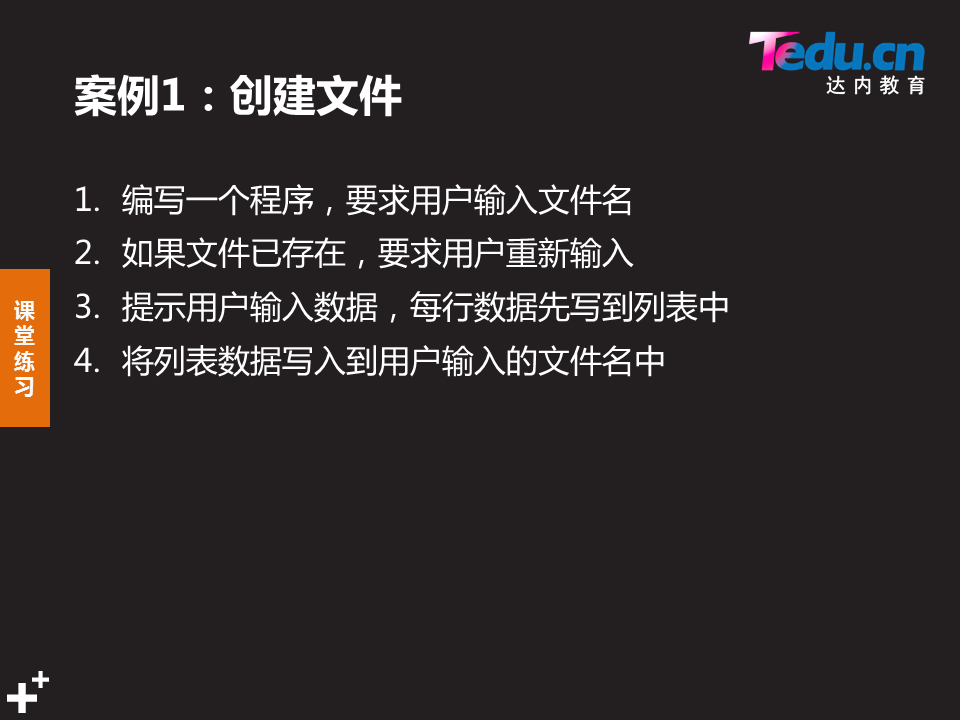 Tedu.cn
达内教育
案例1：创建文件
1. 编写一个程序，要求用户输入文件名
2. 如果文件已存在，要求用户重新输入
3. 提示用户输入数据，每行数据先写到列表中
4. 将列表数据写入到用户输入的文件名中
课
堂
练
习